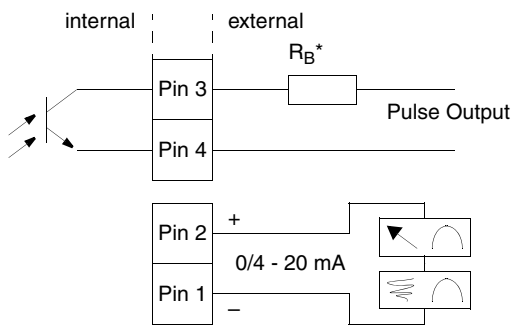 internal external
R_B*
Pin 3
Pulse Output
Pin 4
Pin 2 +
0/4 - 20 mA
Pin 1 –